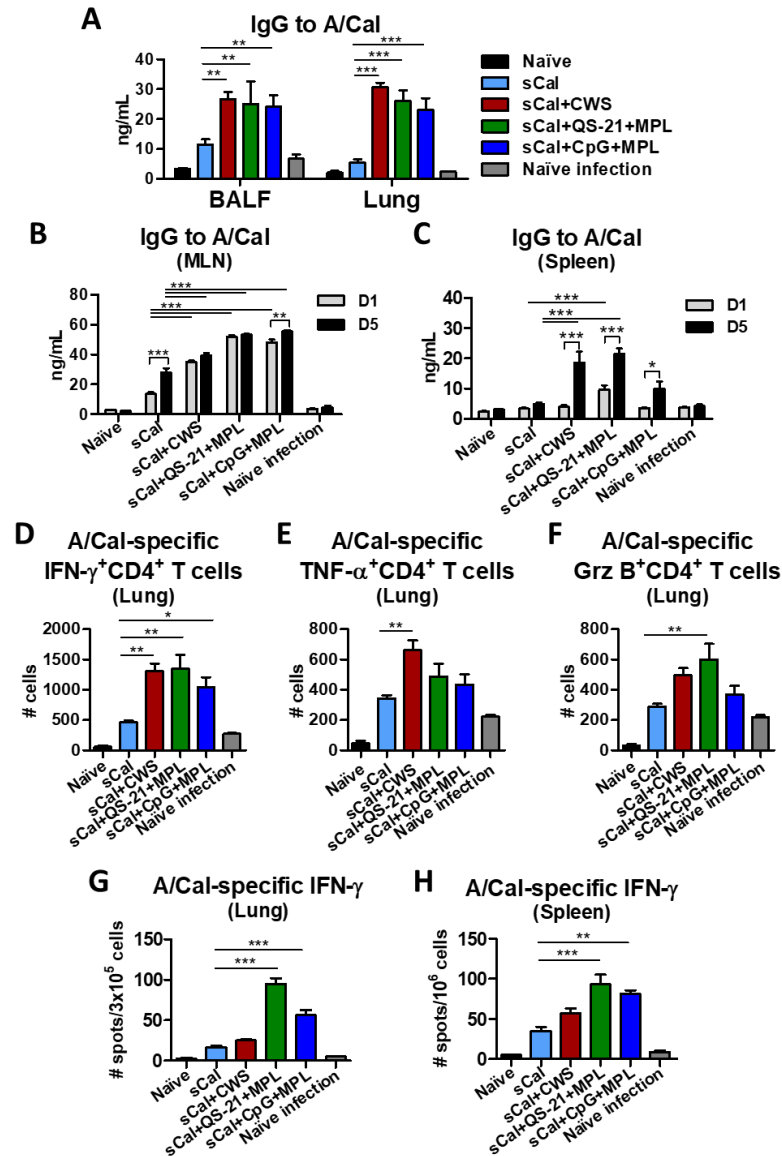 A
IgG to A/Cal
ng/mL
40
30
20
10
0
** ** **
*** *** ***
BALF Lung
Naïve
sCal
sCal+CWS
sCal+QS-21+MPL
sCal+CpG+MPL
Naïve infection
B
IgG to A/Cal
(MLN)
ng/mL
80
60
40
20
0
***
***
***
**
D1
D5
Naïve
sCal
sCal+CWS
sCal+QS-21+MPL
sCal+CpG+MPL
Naïve infection
C
IgG to A/Cal
(Spleen)
ng/mL
40
30
20
10
0
***
***
*** *** *
D1
D5
Naïve
sCal
sCal+CWS
sCal+QS-21+MPL
sCal+CpG+MPL
Naïve infection
D
A/Cal-specific
IFN-γ⁺CD4⁺ T cells
(Lung)
# cells
2000
1500
1000
500
0
*
**
**
Naïve
sCal
sCal+CWS
sCal+QS-21+MPL
sCal+CpG+MPL
Naïve infection
E
A/Cal-specific
TNF-α⁺CD4⁺ T cells
(Lung)
# cells
800
600
400
200
0
**
Naïve
sCal
sCal+CWS
sCal+QS-21+MPL
sCal+CpG+MPL
Naïve infection
F
A/Cal-specific
Grz B⁺CD4⁺ T cells
(Lung)
# cells
800
600
400
200
0
**
Naïve
sCal
sCal+CWS
sCal+QS-21+MPL
sCal+CpG+MPL
Naïve infection
G
A/Cal-specific IFN-γ
(Lung)
# spots/3x10⁵ cells
150
100
50
0
***
***
Naïve
sCal
sCal+CWS
sCal+QS-21+MPL
sCal+CpG+MPL
Naïve infection
H
A/Cal-specific IFN-γ
(Spleen)
# spots/10⁶ cells
150
100
50
0
**
***
Naïve
sCal
sCal+CWS
sCal+QS-21+MPL
sCal+CpG+MPL
Naïve infection